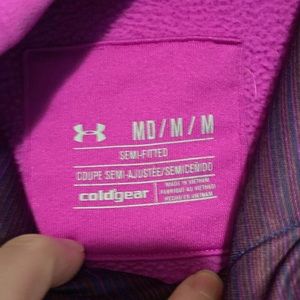 MD/M/M
SEMI-FITTED
COUPE SEMI-AJUSTÉE/SEMICEÑIDO
coldgear
MADE IN VIETNAM
FABRIQUÉ AU VIETNAM
HECHO EN VIETNAM